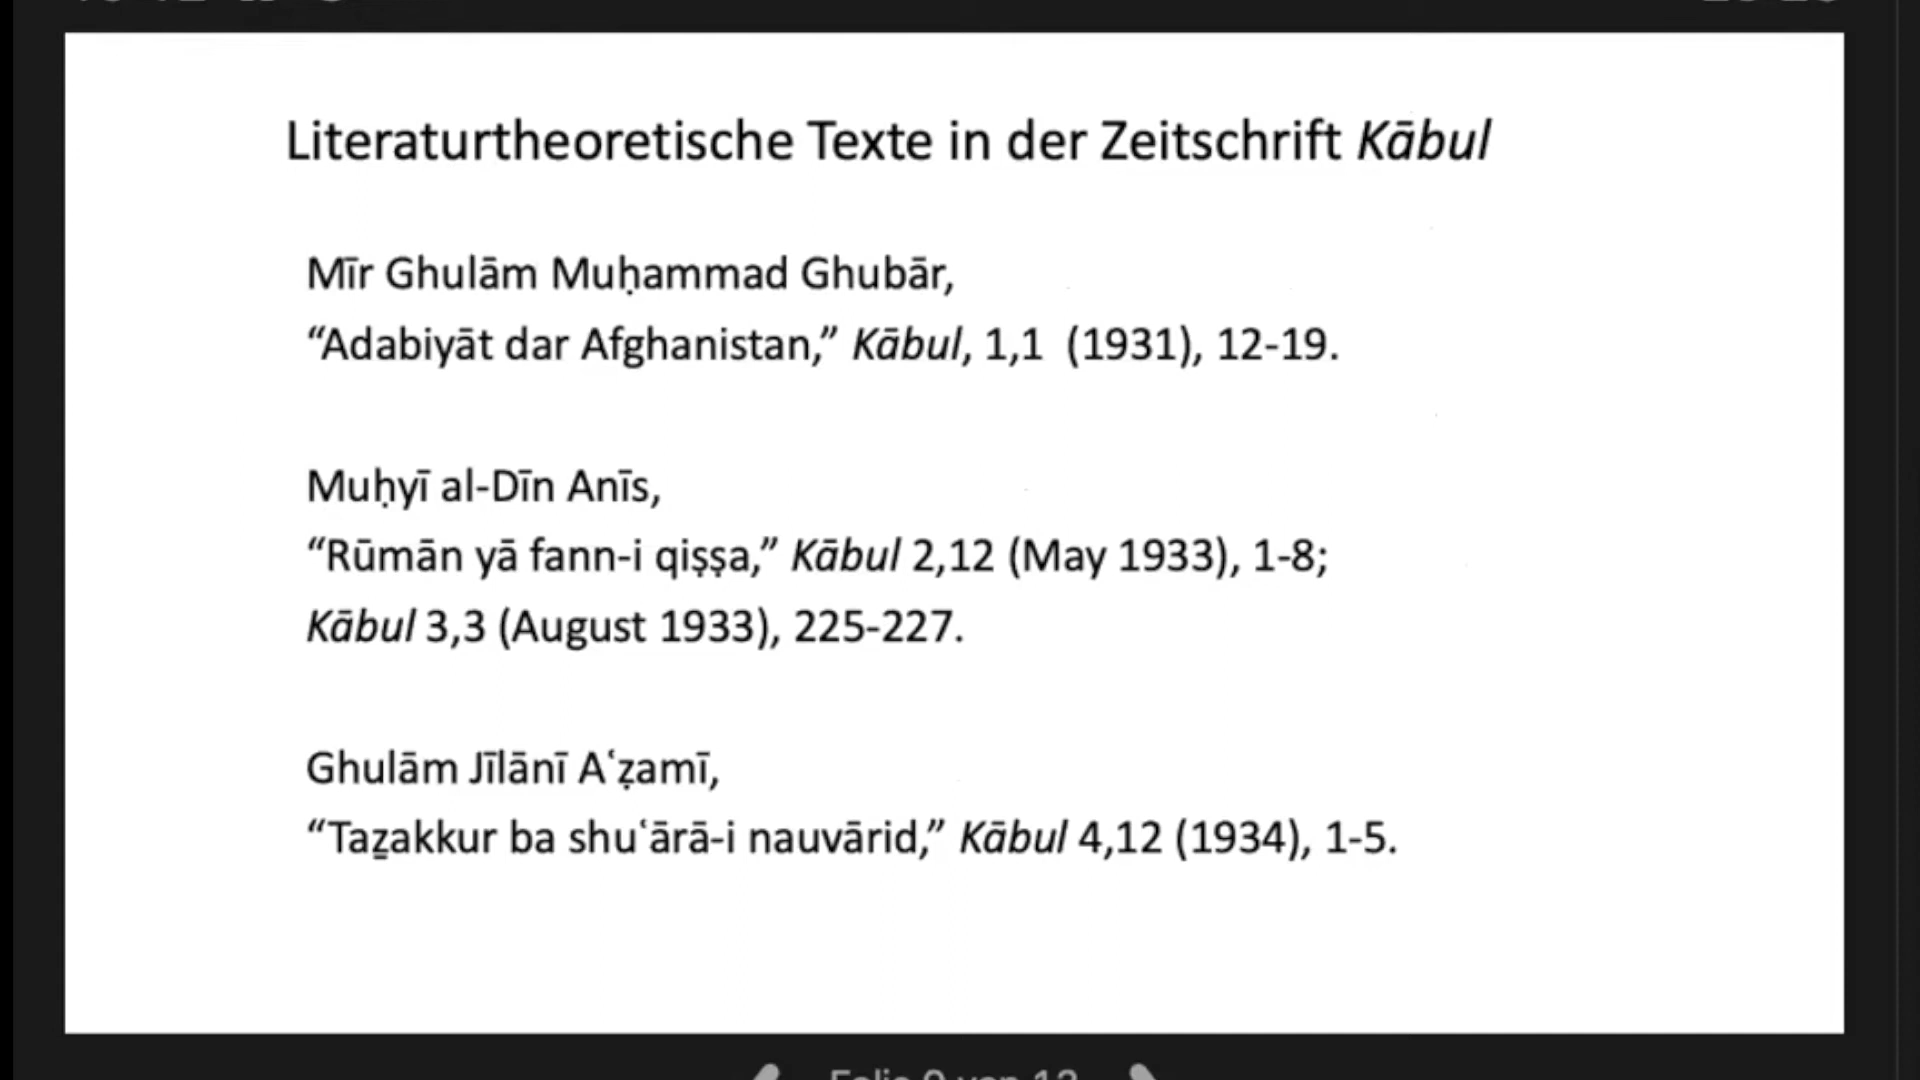 Literaturtheoretische Texte in der Zeitschrift Kābul
Mīr Ghulām Muḥammad Ghubār,
“Adabiyāt dar Afghanistan,” Kābul, 1,1 (1931), 12-19.
Muḥyī al-Dīn Anīs,
“Rūmān yā fann-i qiṣṣa,” Kābul 2,12 (May 1933), 1-8;
Kābul 3,3 (August 1933), 225-227.
Ghulām Jīlānī Aʿẓamī,
“Taẕakkur ba shuʿārā-i nauvārid,” Kābul 4,12 (1934), 1-5.
Folie von